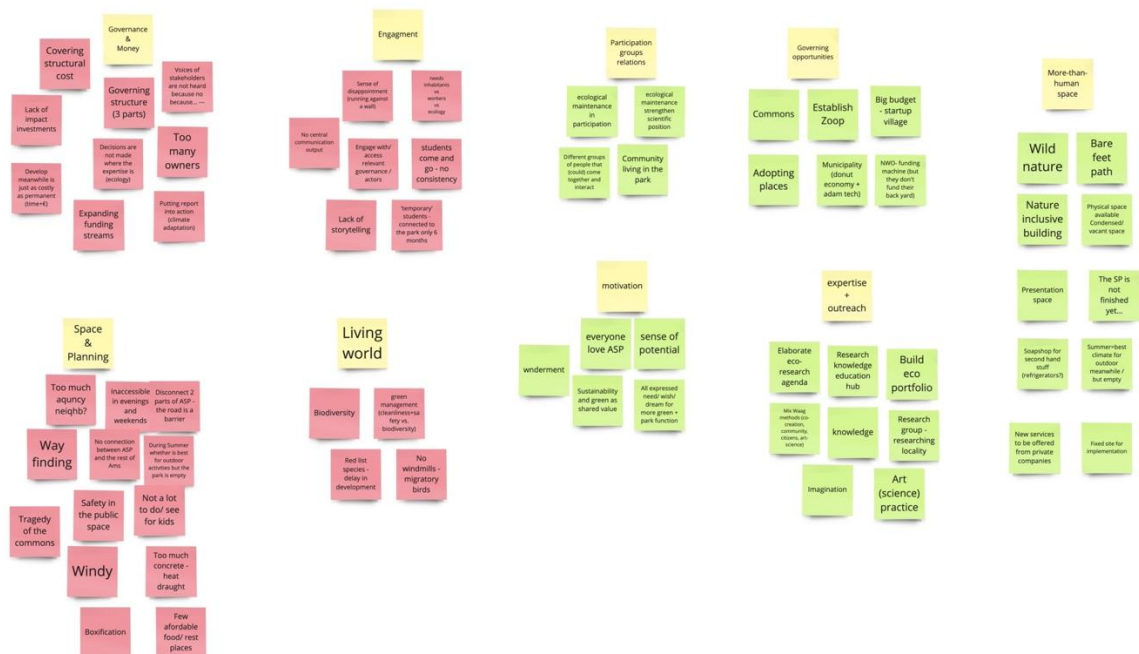 Governance
&
Money
Covering
structural
cost
Governing
structure
(3 parts)
Voices of
stakeholders
are not heard
because no
because... —
Lack of
impact
investments
Decisions are
not made
where the
expertise is
(ecology)
Too
many
owners
Develop
meanwhile is
just as costly
as permanent
(time+€)
Expanding
funding
streams
Putting report
into action
(climate
adaptation)
Engagment
Sense of
disappointment
(running against
a wall)
needs
inhabitants
vs
workers
vs
ecology
No central
communication
output
Engage with/
access
relevant
governance /
actors
students
come and
go - no
consistency
Lack of
storytelling
'temporary'
students -
connected to
the park only 6
months
Participation
groups
relations
ecological
maintenance
in
participation
ecological
maintenance
strengthen
scientific
position
Different groups
of people that
(could) come
together and
interact
Community
living in the
park
Governing
opportunities
Commons
Establish
Zoop
Big budget
- startup
village
Adopting
places
Municipality
(donut
economy +
adam tech)
NWO- funding
machine (but
they don't
fund their
back yard)
More-than-
human
space
Wild
nature
Bare
feet
path
Nature
inclusive
building
Physical space
available
Condensed/
vacant space
Presentation
space
The SP is
not
finished
yet...
Soapshop for
second hand
stuff
(refrigerators?)
Summer=best
climate for
outdoor
meanwhile /
but empty
New services
to be offered
from private
companies
Fixed site for
implementation
Space
&
Planning
Too much
aquncy
neiqhb?
Inaccessible
in evenings
and
weekends
Disconnect 2
parts of ASP -
the road is a
barrier
Way
finding
No connection
between ASP
and the rest of
Ams
During Summer
whether is best
for outdoor
activities but the
park is empty
Tragedy of
the
commons
Safety in
the public
space
Not a lot
to do/ see
for kids
Windy
Too much
concrete -
heat
draught
Boxification
Few
afordable
food/ rest
places
Living
world
Biodiversity
green
management
(cleanliness+sa
fety vs.
biodiversity)
Red list
species -
delay in
development
No
windmills -
migratory
birds
motivation
wnderment
everyone
love ASP
sense of
potential
Sustainability
and green as
shared value
All expressed
need/ wish/
dream for
more green +
park function
expertise
+
outreach
Elaborate
eco-
research
agenda
Research
knowledge
education
hub
Build
eco
portfolio
Mix Waag
methods (co-
creation,
community,
citizens, art-
science)
knowledge
Research
group -
researching
locality
Imagination
Art
(science)
practice